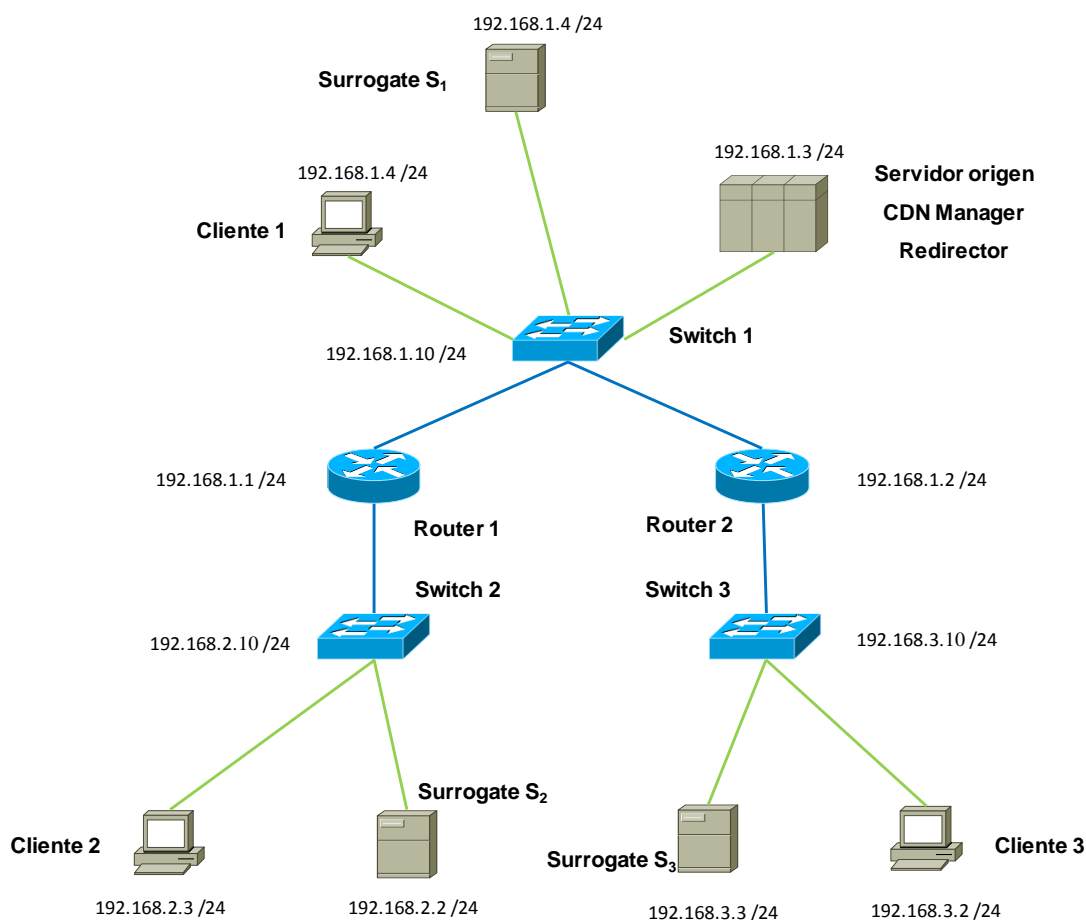 192.168.1.4 /24
Surrogate S1
192.168.1.4 /24
192.168.1.3 /24
Servidor origen
CDN Manager
Redirector
Cliente 1
Switch 1
192.168.1.10 /24
192.168.1.1 /24
192.168.1.2 /24
Router 1
Router 2
Switch 2
Switch 3
192.168.2.10 /24
192.168.3.10 /24
Surrogate S2
Cliente 2
Surrogate S3
Cliente 3
192.168.2.3 /24
192.168.2.2 /24
192.168.3.3 /24
192.168.3.2 /24